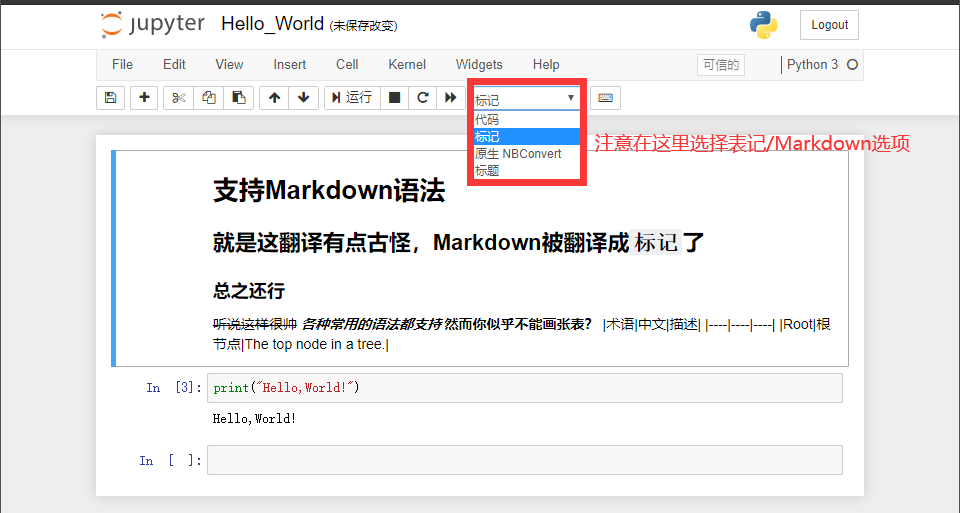 jupyter Hello_World (未保存改变) Logout
File Edit View Insert Cell Kernel Widgets Help 可信的 Python 3
运行 标记
代码
标记
原生 NBConvert
标题
注意在这里选择表记/Markdown选项
支持Markdown语法
就是这翻译有点古怪，Markdown被翻译成 标记 了
总之还行
听说这样很帅 各种常用的语法都支持 然而你似乎不能画张表？ |术语|中文|描述| |----|----|----| |Root|根
节点|The top node in a tree.|
In [3]: print("Hello,World!")
Hello,World!
In [ ]: